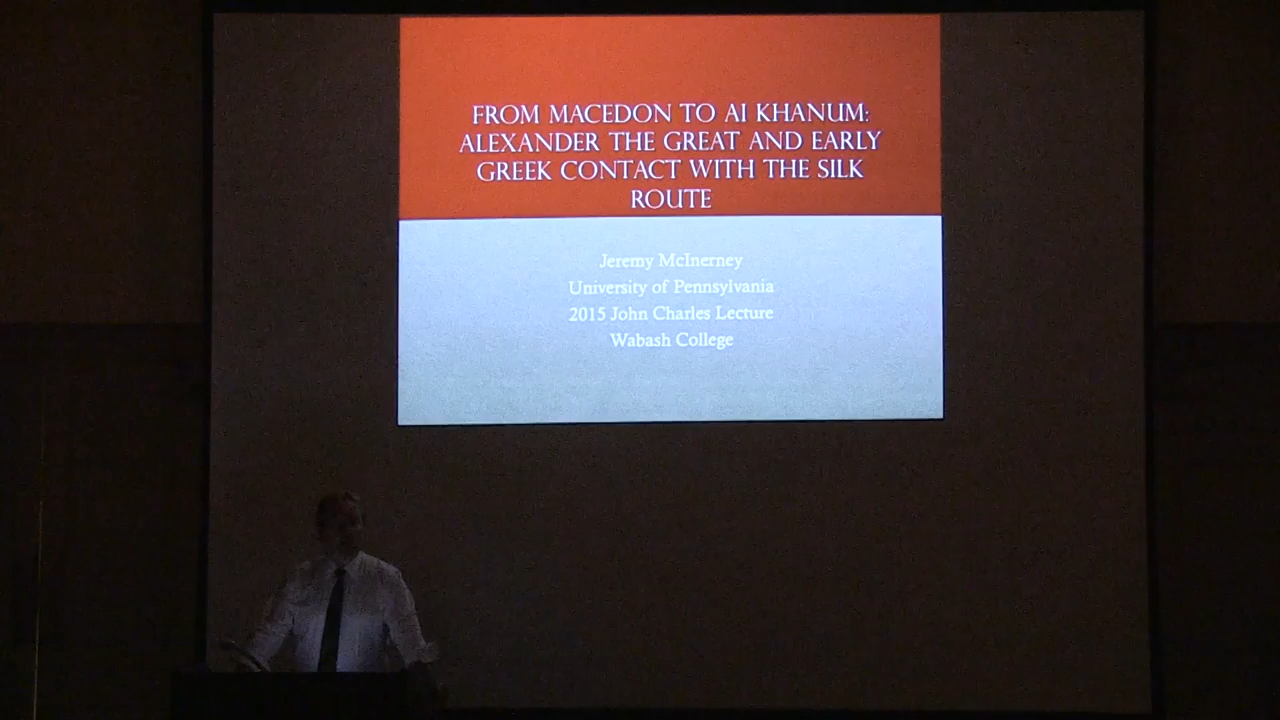 FROM MACEDON TO AI KHANUM:
ALEXANDER THE GREAT AND EARLY
GREEK CONTACT WITH THE SILK
ROUTE
Jeremy McInerney
University of Pennsylvania
2015 John Charles Lecture
Wabash College